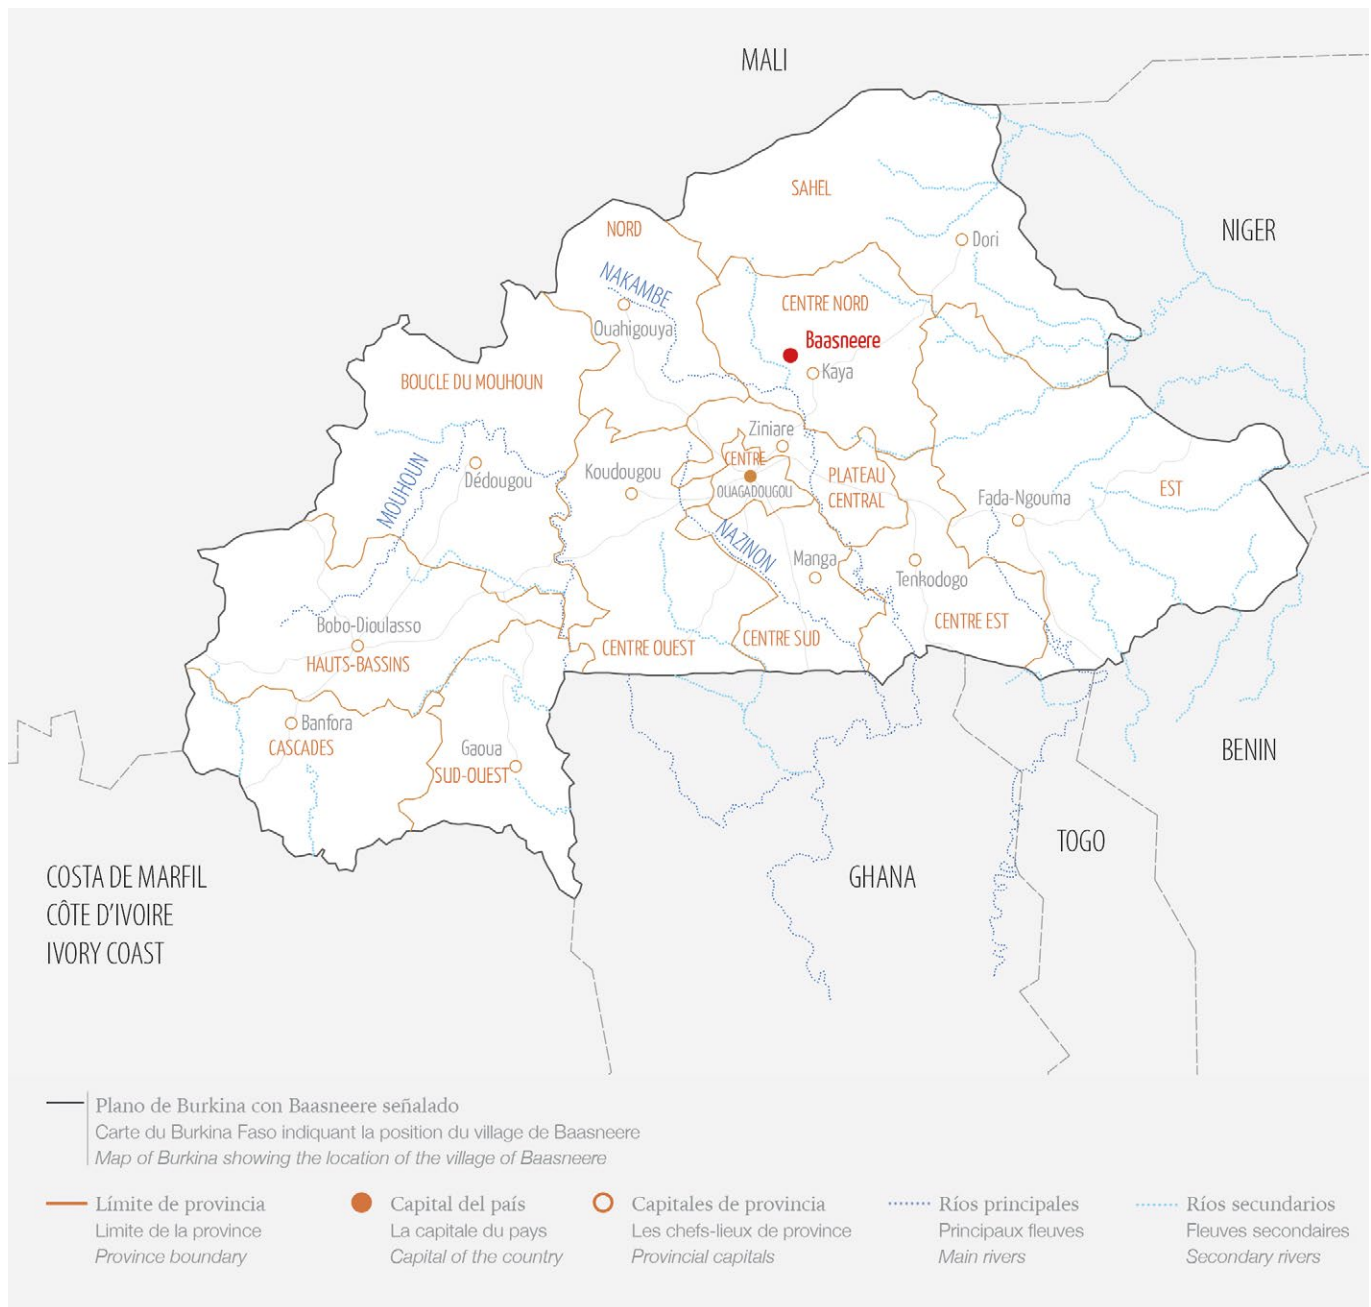 MALI
SAHEL
NIGER
NORD
Dori
NAKAMBE
CENTRE NORD
Ouahigouya
Baasneere
Kaya
BOUCLE DU MOUHOUN
Ziniare
CENTRE
Koudougou
Dédougou
MOUHOUN
PLATEAU
CENTRAL
OUAGADOUGOU
EST
Fada-Ngouma
NAZINON
Manga
Tenkodogo
Bobo-Dioulasso
CENTRE EST
CENTRE SUD
CENTRE OUEST
HAUTS-BASSINS
Banfora
CASCADES
Gaoua
SUD-OUEST
BENIN
TOGO
GHANA
COSTA DE MARFIL
CÔTE D'IVOIRE
IVORY COAST
Plano de Burkina con Baasneere señalado
Carte du Burkina Faso indiquant la position du village de Baasneere
Map of Burkina showing the location of the village of Baasneere
Límite de provincia
Limite de la province
Province boundary
Capital del país
La capitale du pays
Capital of the country
Capitales de provincia
Les chefs-lieux de province
Provincial capitals
Ríos principales
Principaux fleuves
Main rivers
Ríos secundarios
Fleuves secondaires
Secondary rivers